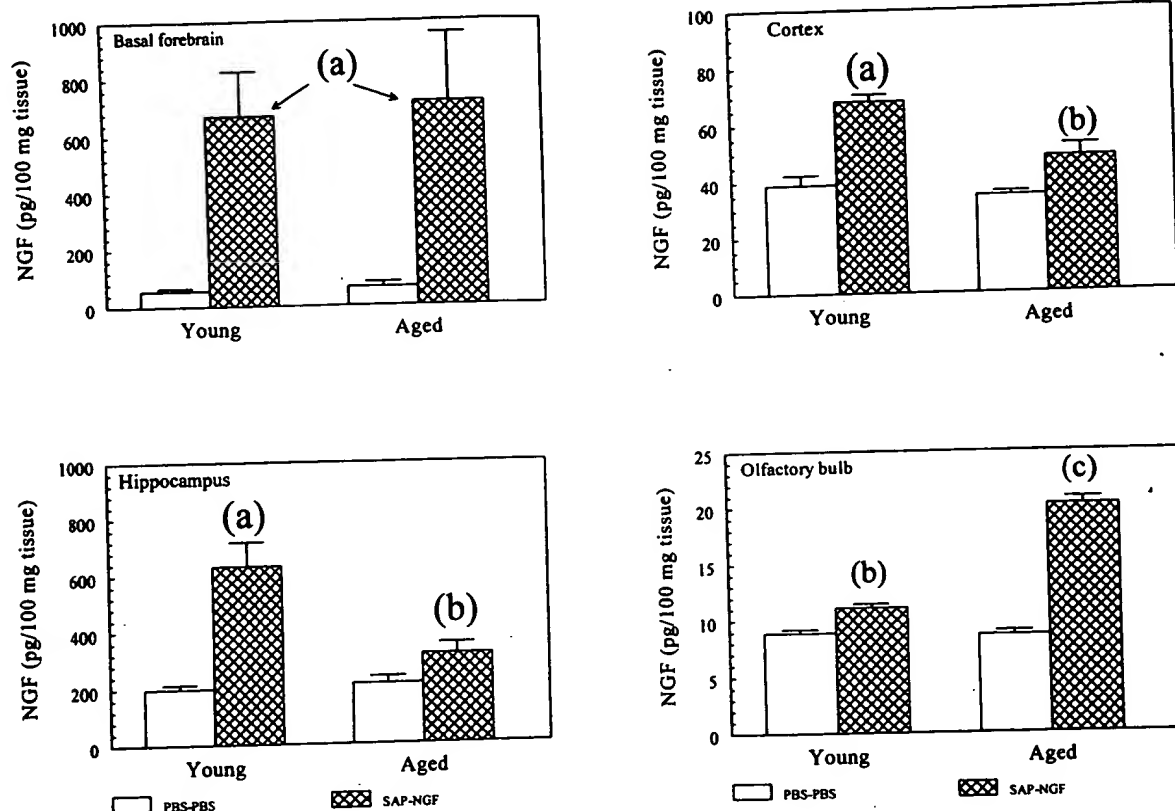 Basal forebrain
(a)
NGF (pg/100 mg tissue)
1000
800
600
400
200
0
Young
Aged
Cortex
(a)
(b)
NGF (pg/100 mg tissue)
100
80
60
40
20
0
Young
Aged
Hippocampus
(a)
(b)
NGF (pg/100 mg tissue)
1000
800
600
400
200
0
Young
Aged
PBS-PBS
SAP-NGF
Olfactory bulb
(b)
(c)
NGF (pg/100 mg tissue)
25
20
15
10
5
0
Young
Aged
PBS-PBS
SAP-NGF